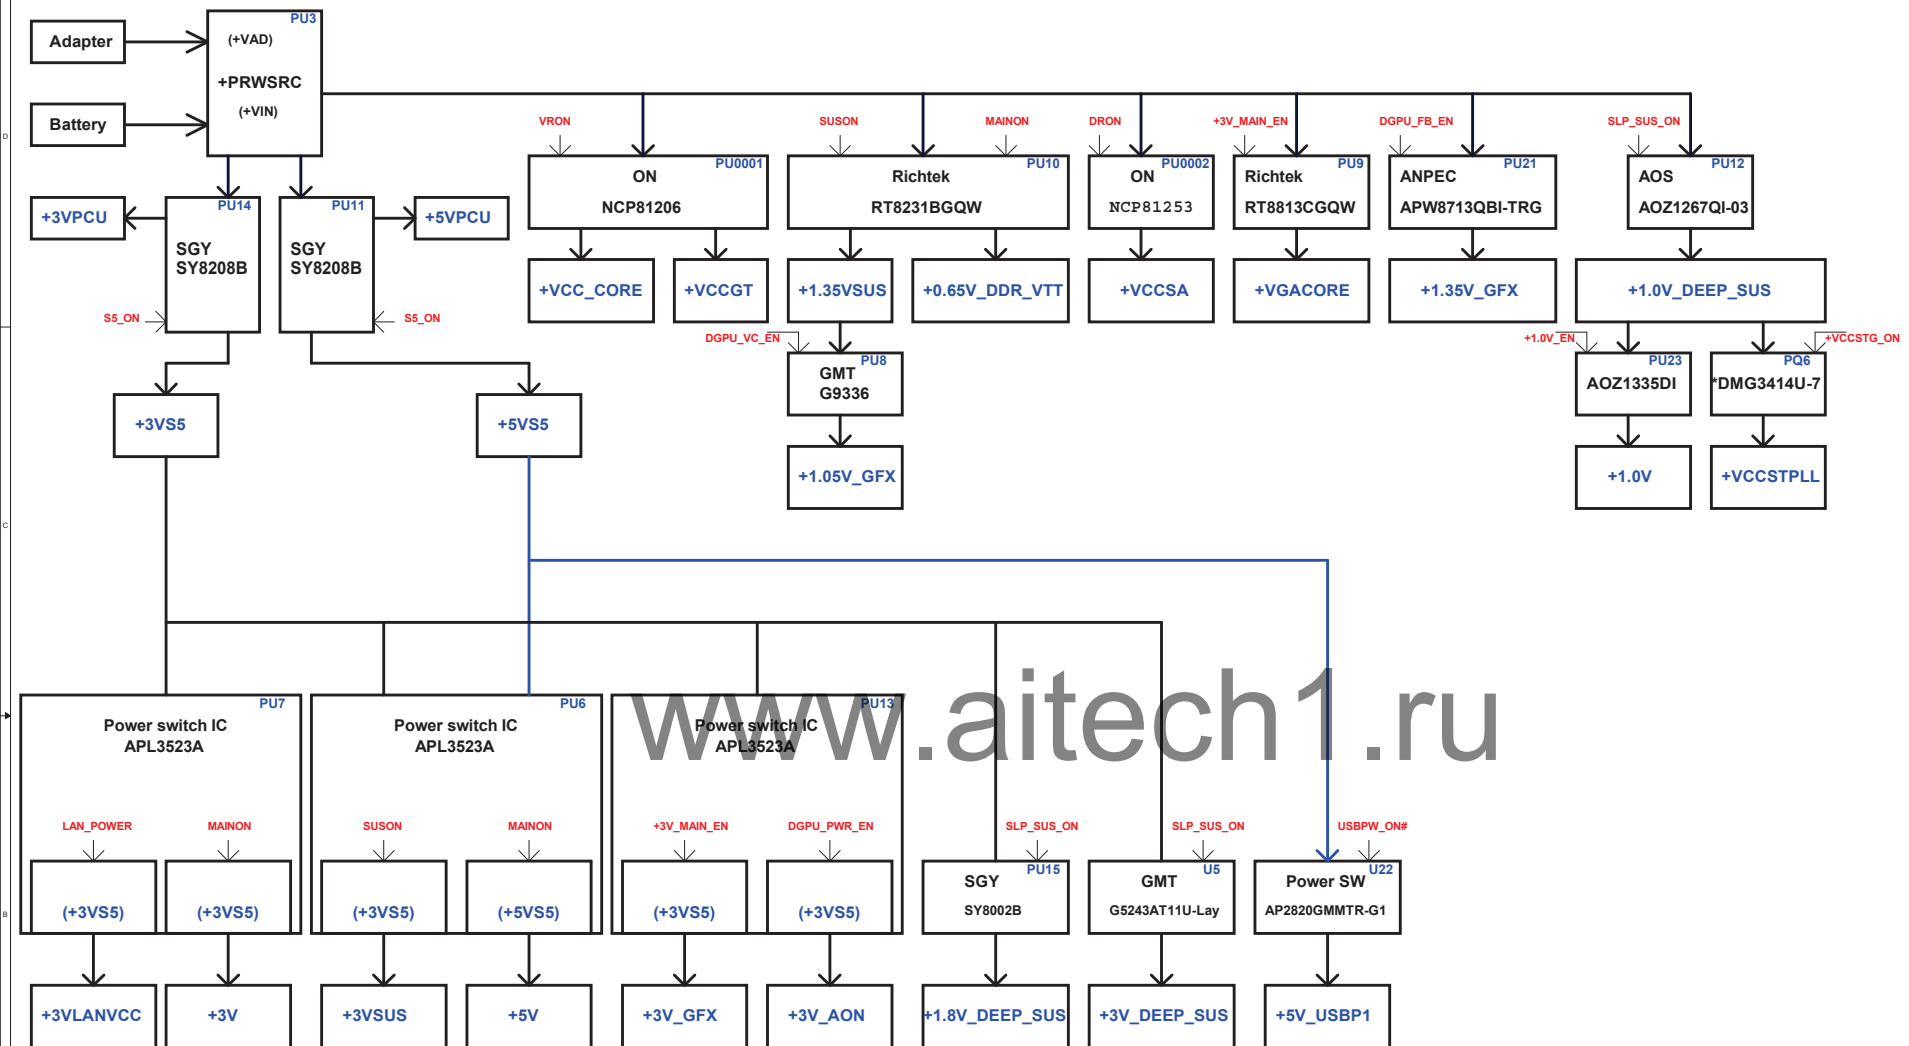 PU3
Adapter
(+VAD)
+PRWSRC
(+VIN)
Battery
VRON
SUSON
MAINON
DRON
+3V_MAIN_EN
DGPU_FB_EN
SLP_SUS_ON
D
PU0001
ON
NCP81206
PU10
Richtek
RT8231BGQW
PU0002
ON
NCP81253
PU9
Richtek
RT8813CGQW
PU21
ANPEC
APW8713QBI-TRG
PU12
AOS
AOZ1267QI-03
+3VPCU
PU14
SGY
SY8208B
PU11
SGY
SY8208B
+5VPCU
S5_ON
S5_ON
+VCC_CORE
+VCCGT
+1.35VSUS
+0.65V_DDR_VTT
+VCCSA
+VGACORE
+1.35V_GFX
+1.0V_DEEP_SUS
DGPU_VC_EN
+1.0V_EN
+VCCSTG_ON
PU8
GMT
G9336
PU23
AOZ1335DI
PQ6
*DMG3414U-7
+3VS5
+5VS5
+1.05V_GFX
+1.0V
+VCCSTPLL
C
www.aitech1.ru
PU7
Power switch IC
APL3523A
PU6
Power switch IC
APL3523A
PU13
Power switch IC
APL3523A
LAN_POWER
MAINON
SUSON
MAINON
+3V_MAIN_EN
DGPU_PWR_EN
SLP_SUS_ON
SLP_SUS_ON
USBPW_ON#
(+3VS5)
(+3VS5)
(+3VS5)
(+5VS5)
(+3VS5)
(+3VS5)
PU15
SGY
SY8002B
U5
GMT
G5243AT11U-Lay
U22
Power SW
AP2820GMMTR-G1
B
+3VLANVCC
+3V
+3VSUS
+5V
+3V_GFX
+3V_AON
+1.8V_DEEP_SUS
+3V_DEEP_SUS
+5V_USBP1